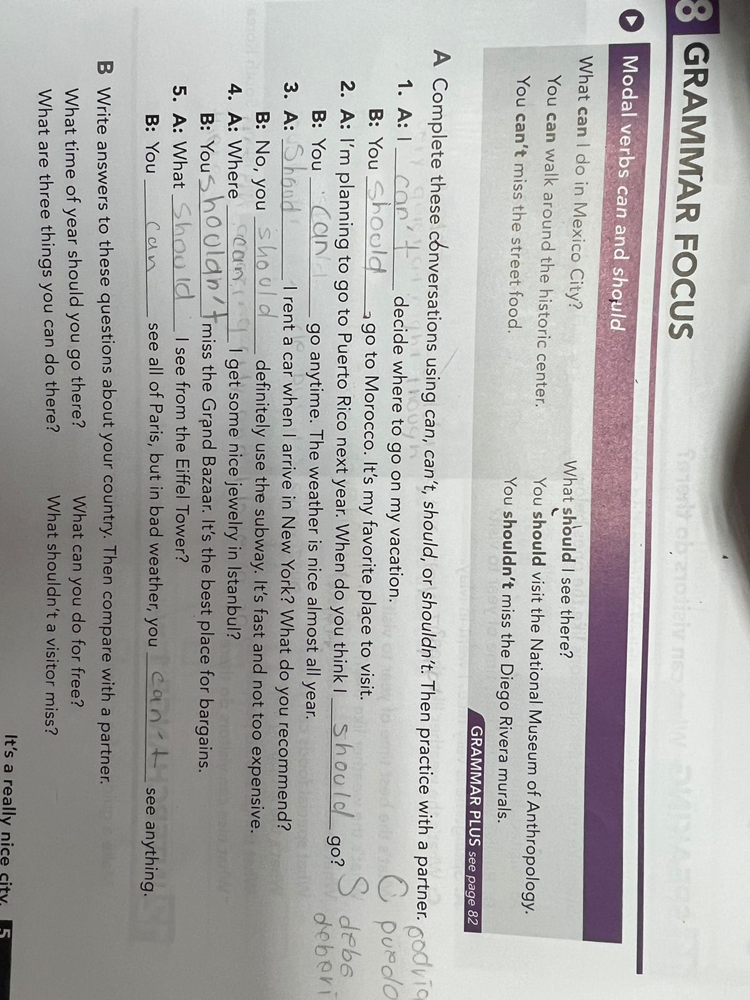 8 GRAMMAR FOCUS
Modal verbs can and should
What can I do in Mexico City?
You can walk around the historic center.
You can't miss the street food.
What should I see there?
You should visit the National Museum of Anthropology.
You shouldn't miss the Diego Rivera murals.
GRAMMAR PLUS see page 82
A Complete these conversations using can, can't, should, or shouldn't. Then practice with a partner.
1. A: I can't decide where to go on my vacation.
B: You should go to Morocco. It's my favorite place to visit.
2. A: I'm planning to go to Puerto Rico next year. When do you think I should go?
B: You can go anytime. The weather is nice almost all year.
3. A: Shoud I rent a car when I arrive in New York? What do you recommend?
B: No, you should definitely use the subway. It's fast and not too expensive.
4. A: Where can I get some nice jewelry in Istanbul?
B: You shouldn't miss the Grand Bazaar. It's the best place for bargains.
5. A: What should I see from the Eiffel Tower?
B: You can see all of Paris, but in bad weather, you can't see anything.
C puedo
S debe
B Write answers to these questions about your country. Then compare with a partner.
What time of year should you go there?
What can you do for free?
What are three things you can do there?
What shouldn't a visitor miss?
It's a really nice city. 5